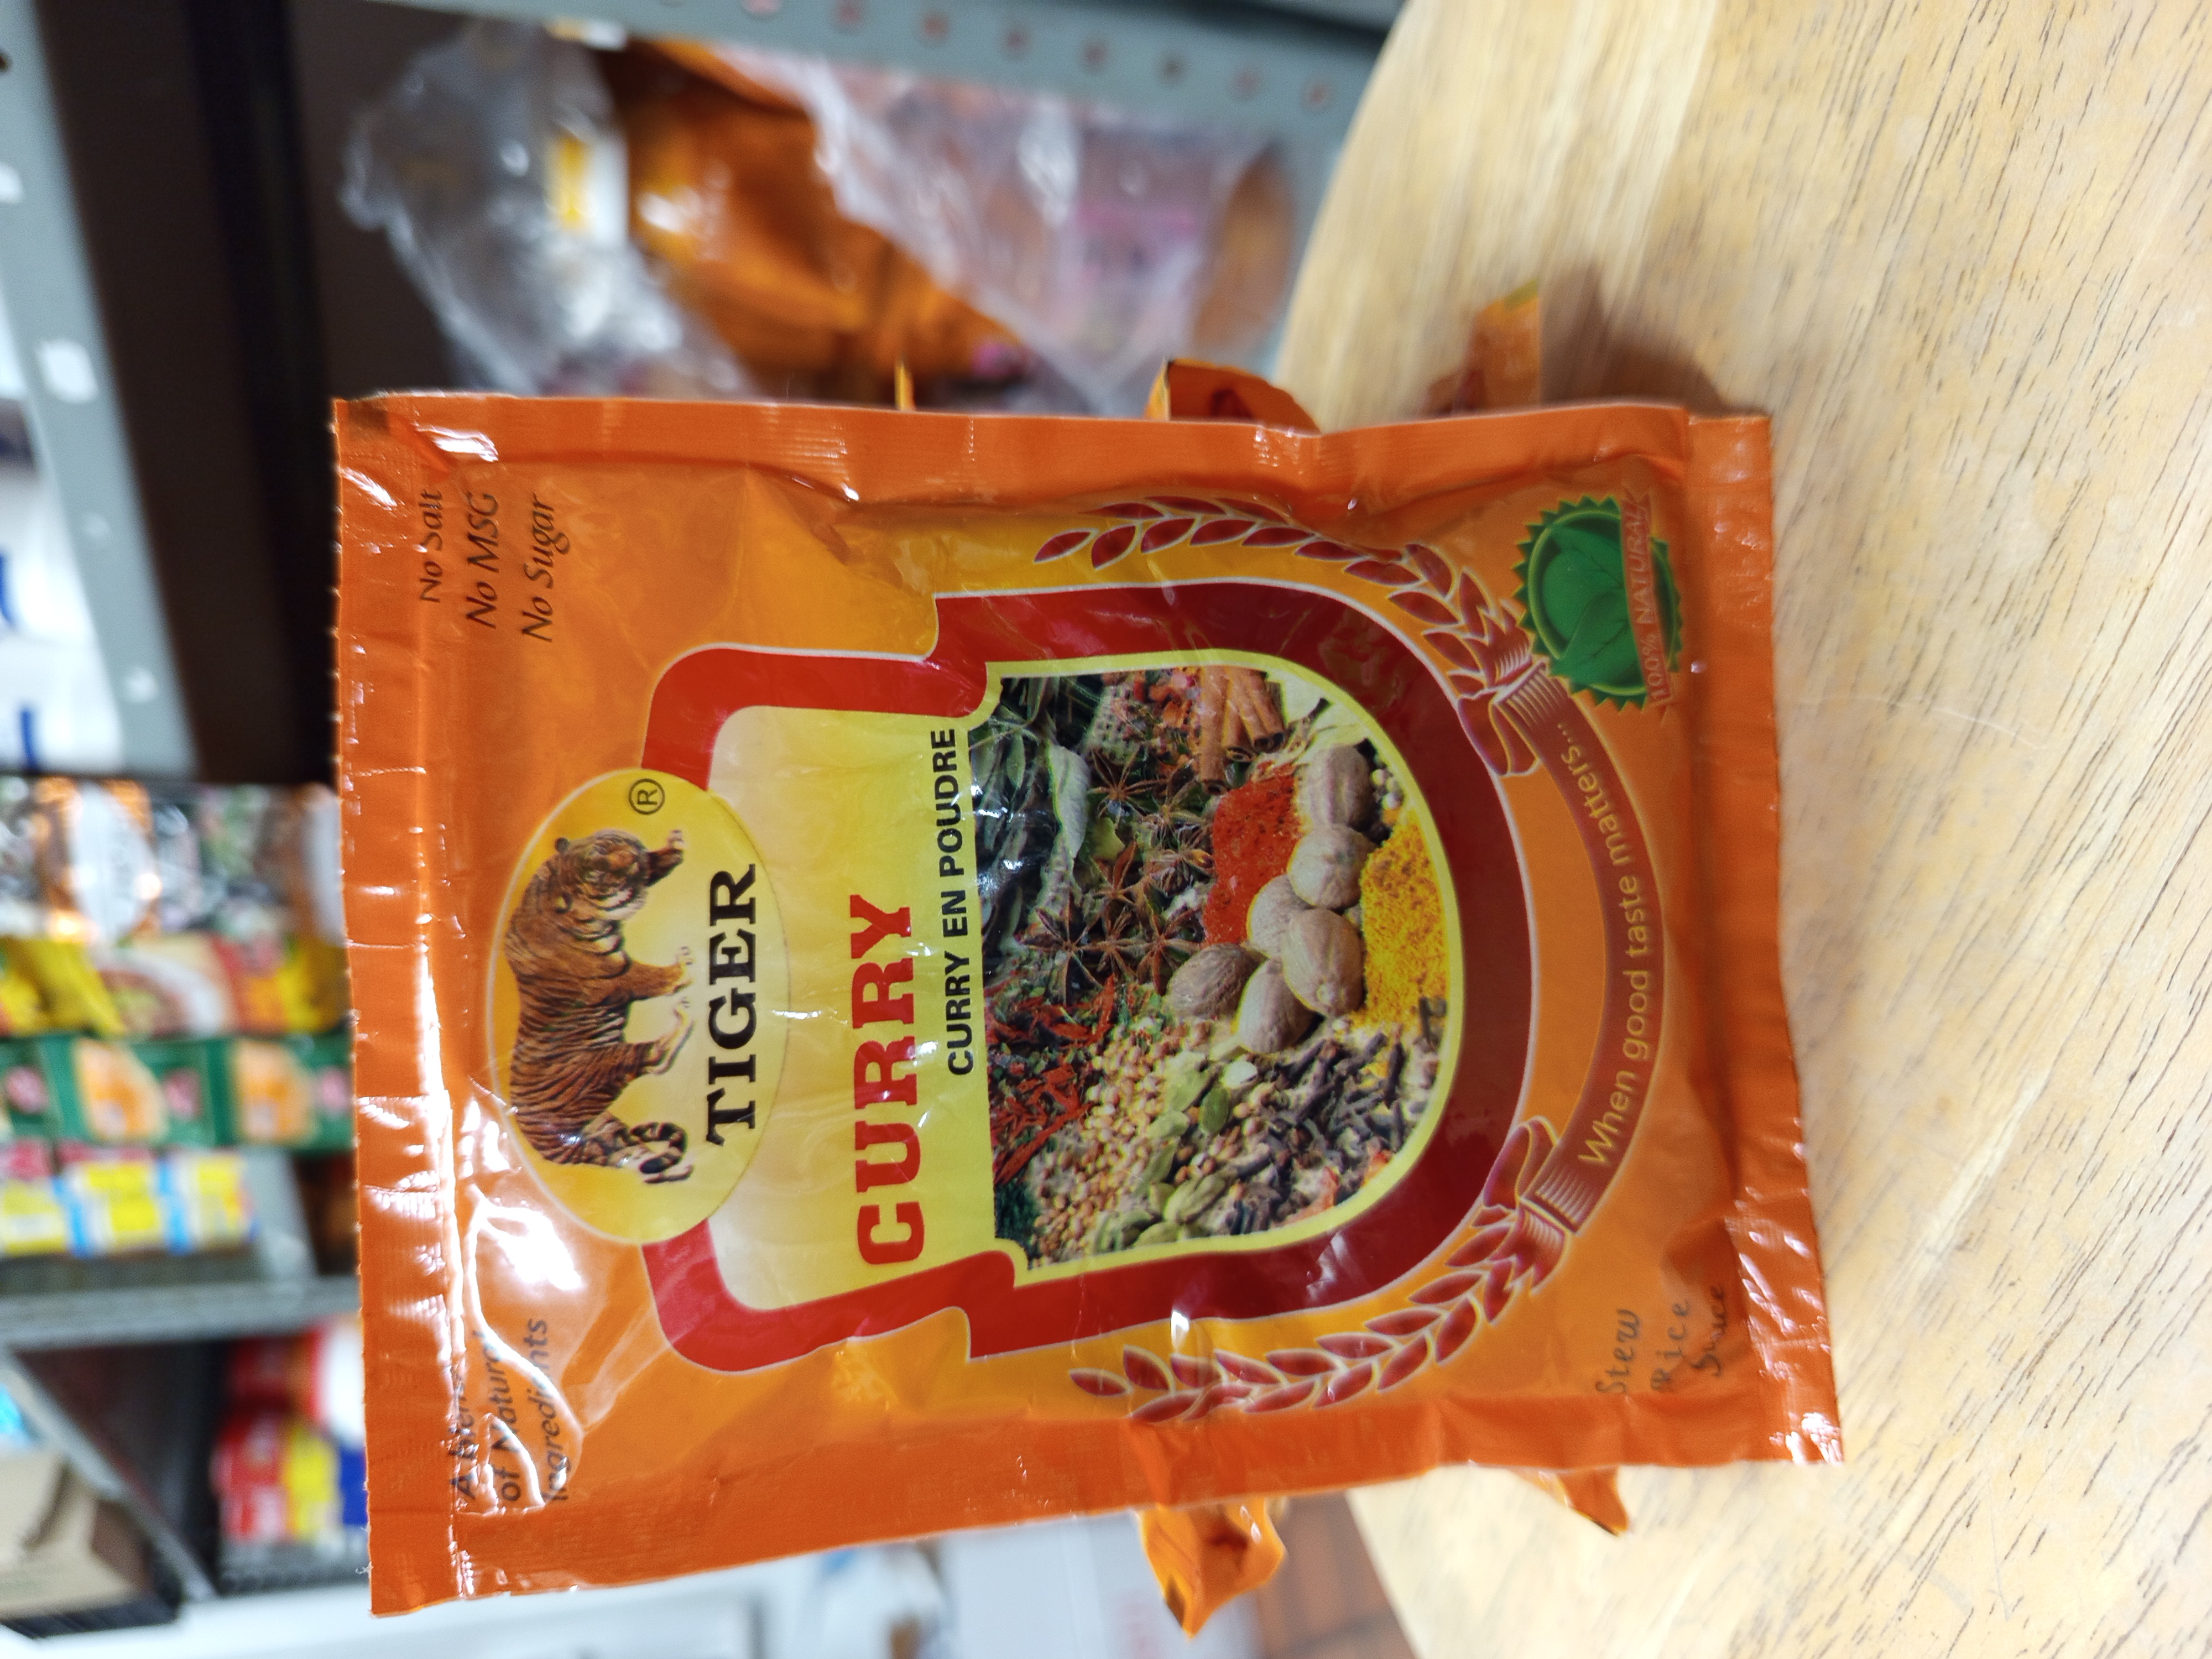 A Blend
of Natural
Ingredients
No Salt
No MSG
No Sugar
®
TIGER
CURRY
CURRY EN POUDRE
When good taste matters...
Stew
Rice
Sauce
100% NATURAL